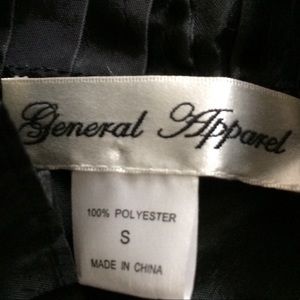 General Apparel
100% POLYESTER
S
MADE IN CHINA